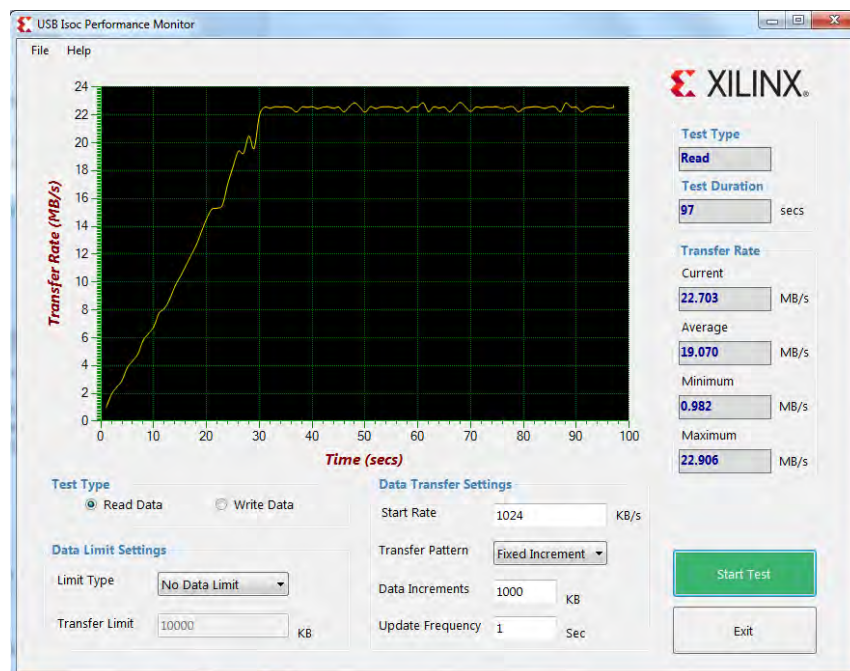 USB Isoc Performance Monitor
File Help
XILINX.
Transfer Rate (MB/s)
24
22
20
18
16
14
12
10
8
6
4
2
0
0 10 20 30 40 50 60 70 80 90 100
Time (secs)
Test Type
Read
Test Duration
97 secs
Transfer Rate
Current
22.703 MB/s
Average
19.070 MB/s
Minimum
0.982 MB/s
Maximum
22.906 MB/s
Test Type
Read Data Write Data
Data Limit Settings
Limit Type No Data Limit
Transfer Limit 10000 KB
Data Transfer Settings
Start Rate 1024 KB/s
Transfer Pattern Fixed Increment
Data Increments 1000 KB
Update Frequency 1 Sec
Start Test
Exit